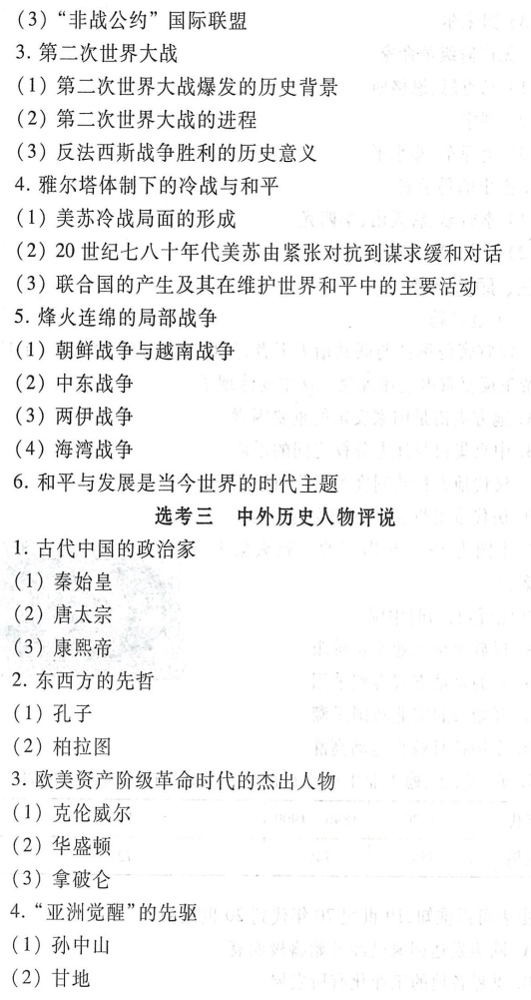 (3)“非战公约”国际联盟
3. 第二次世界大战
(1) 第二次世界大战爆发的历史背景
(2) 第二次世界大战的进程
(3) 反法西斯战争胜利的历史意义
4. 雅尔塔体制下的冷战与和平
(1) 美苏冷战局面的形成
(2) 20 世纪七八十年代美苏由紧张对抗到谋求缓和对话
(3) 联合国的产生及其在维护世界和平中的主要活动
5. 烽火连绵的局部战争
(1) 朝鲜战争与越南战争
(2) 中东战争
(3) 两伊战争
(4) 海湾战争
6. 和平与发展是当今世界的时代主题
选考三 中外历史人物评说
1. 古代中国的政治家
(1) 秦始皇
(2) 唐太宗
(3) 康熙帝
2. 东西方的先哲
(1) 孔子
(2) 柏拉图
3. 欧美资产阶级革命时代的杰出人物
(1) 克伦威尔
(2) 华盛顿
(3) 拿破仑
4.“亚洲觉醒”的先驱
(1) 孙中山
(2) 甘地